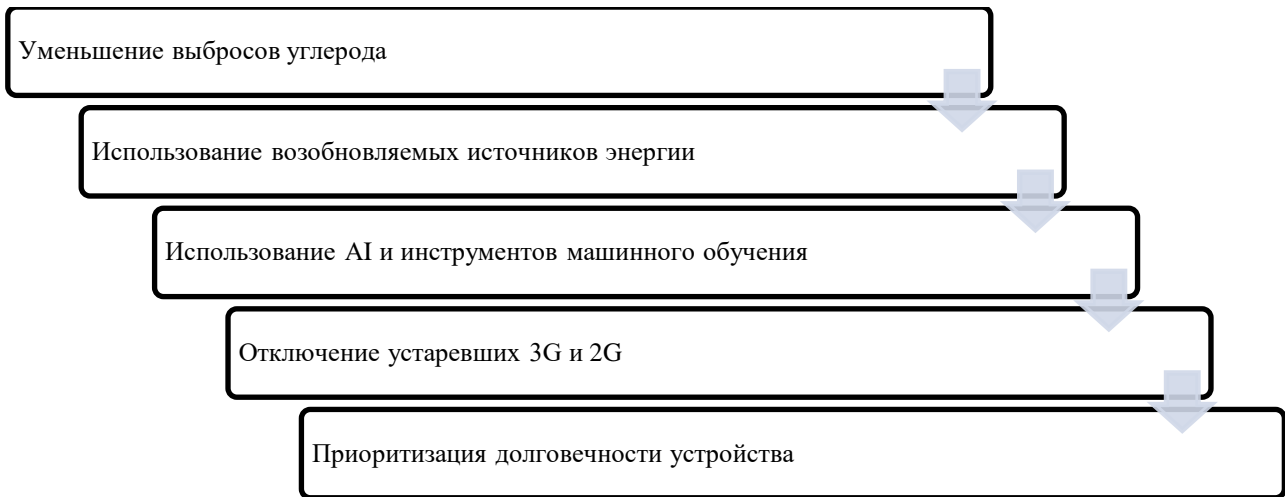 Уменьшение выбросов углерода
Использование возобновляемых источников энергии
Использование AI и инструментов машинного обучения
Отключение устаревших 3G и 2G
Приоритизация долговечности устройства